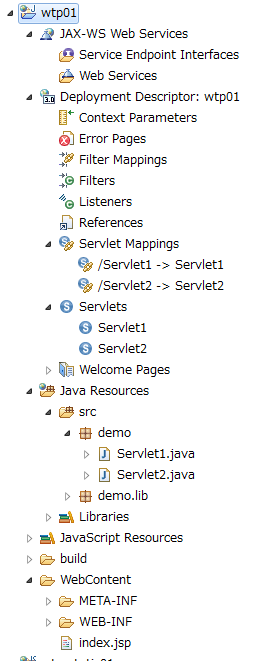 wtp01
JAX-WS Web Services
Service Endpoint Interfaces
Web Services
Deployment Descriptor: wtp01
Context Parameters
Error Pages
Filter Mappings
Filters
Listeners
References
Servlet Mappings
/Servlet1 -> Servlet1
/Servlet2 -> Servlet2
Servlets
Servlet1
Servlet2
Welcome Pages
Java Resources
src
demo
Servlet1.java
Servlet2.java
demo.lib
Libraries
JavaScript Resources
build
WebContent
META-INF
WEB-INF
index.jsp